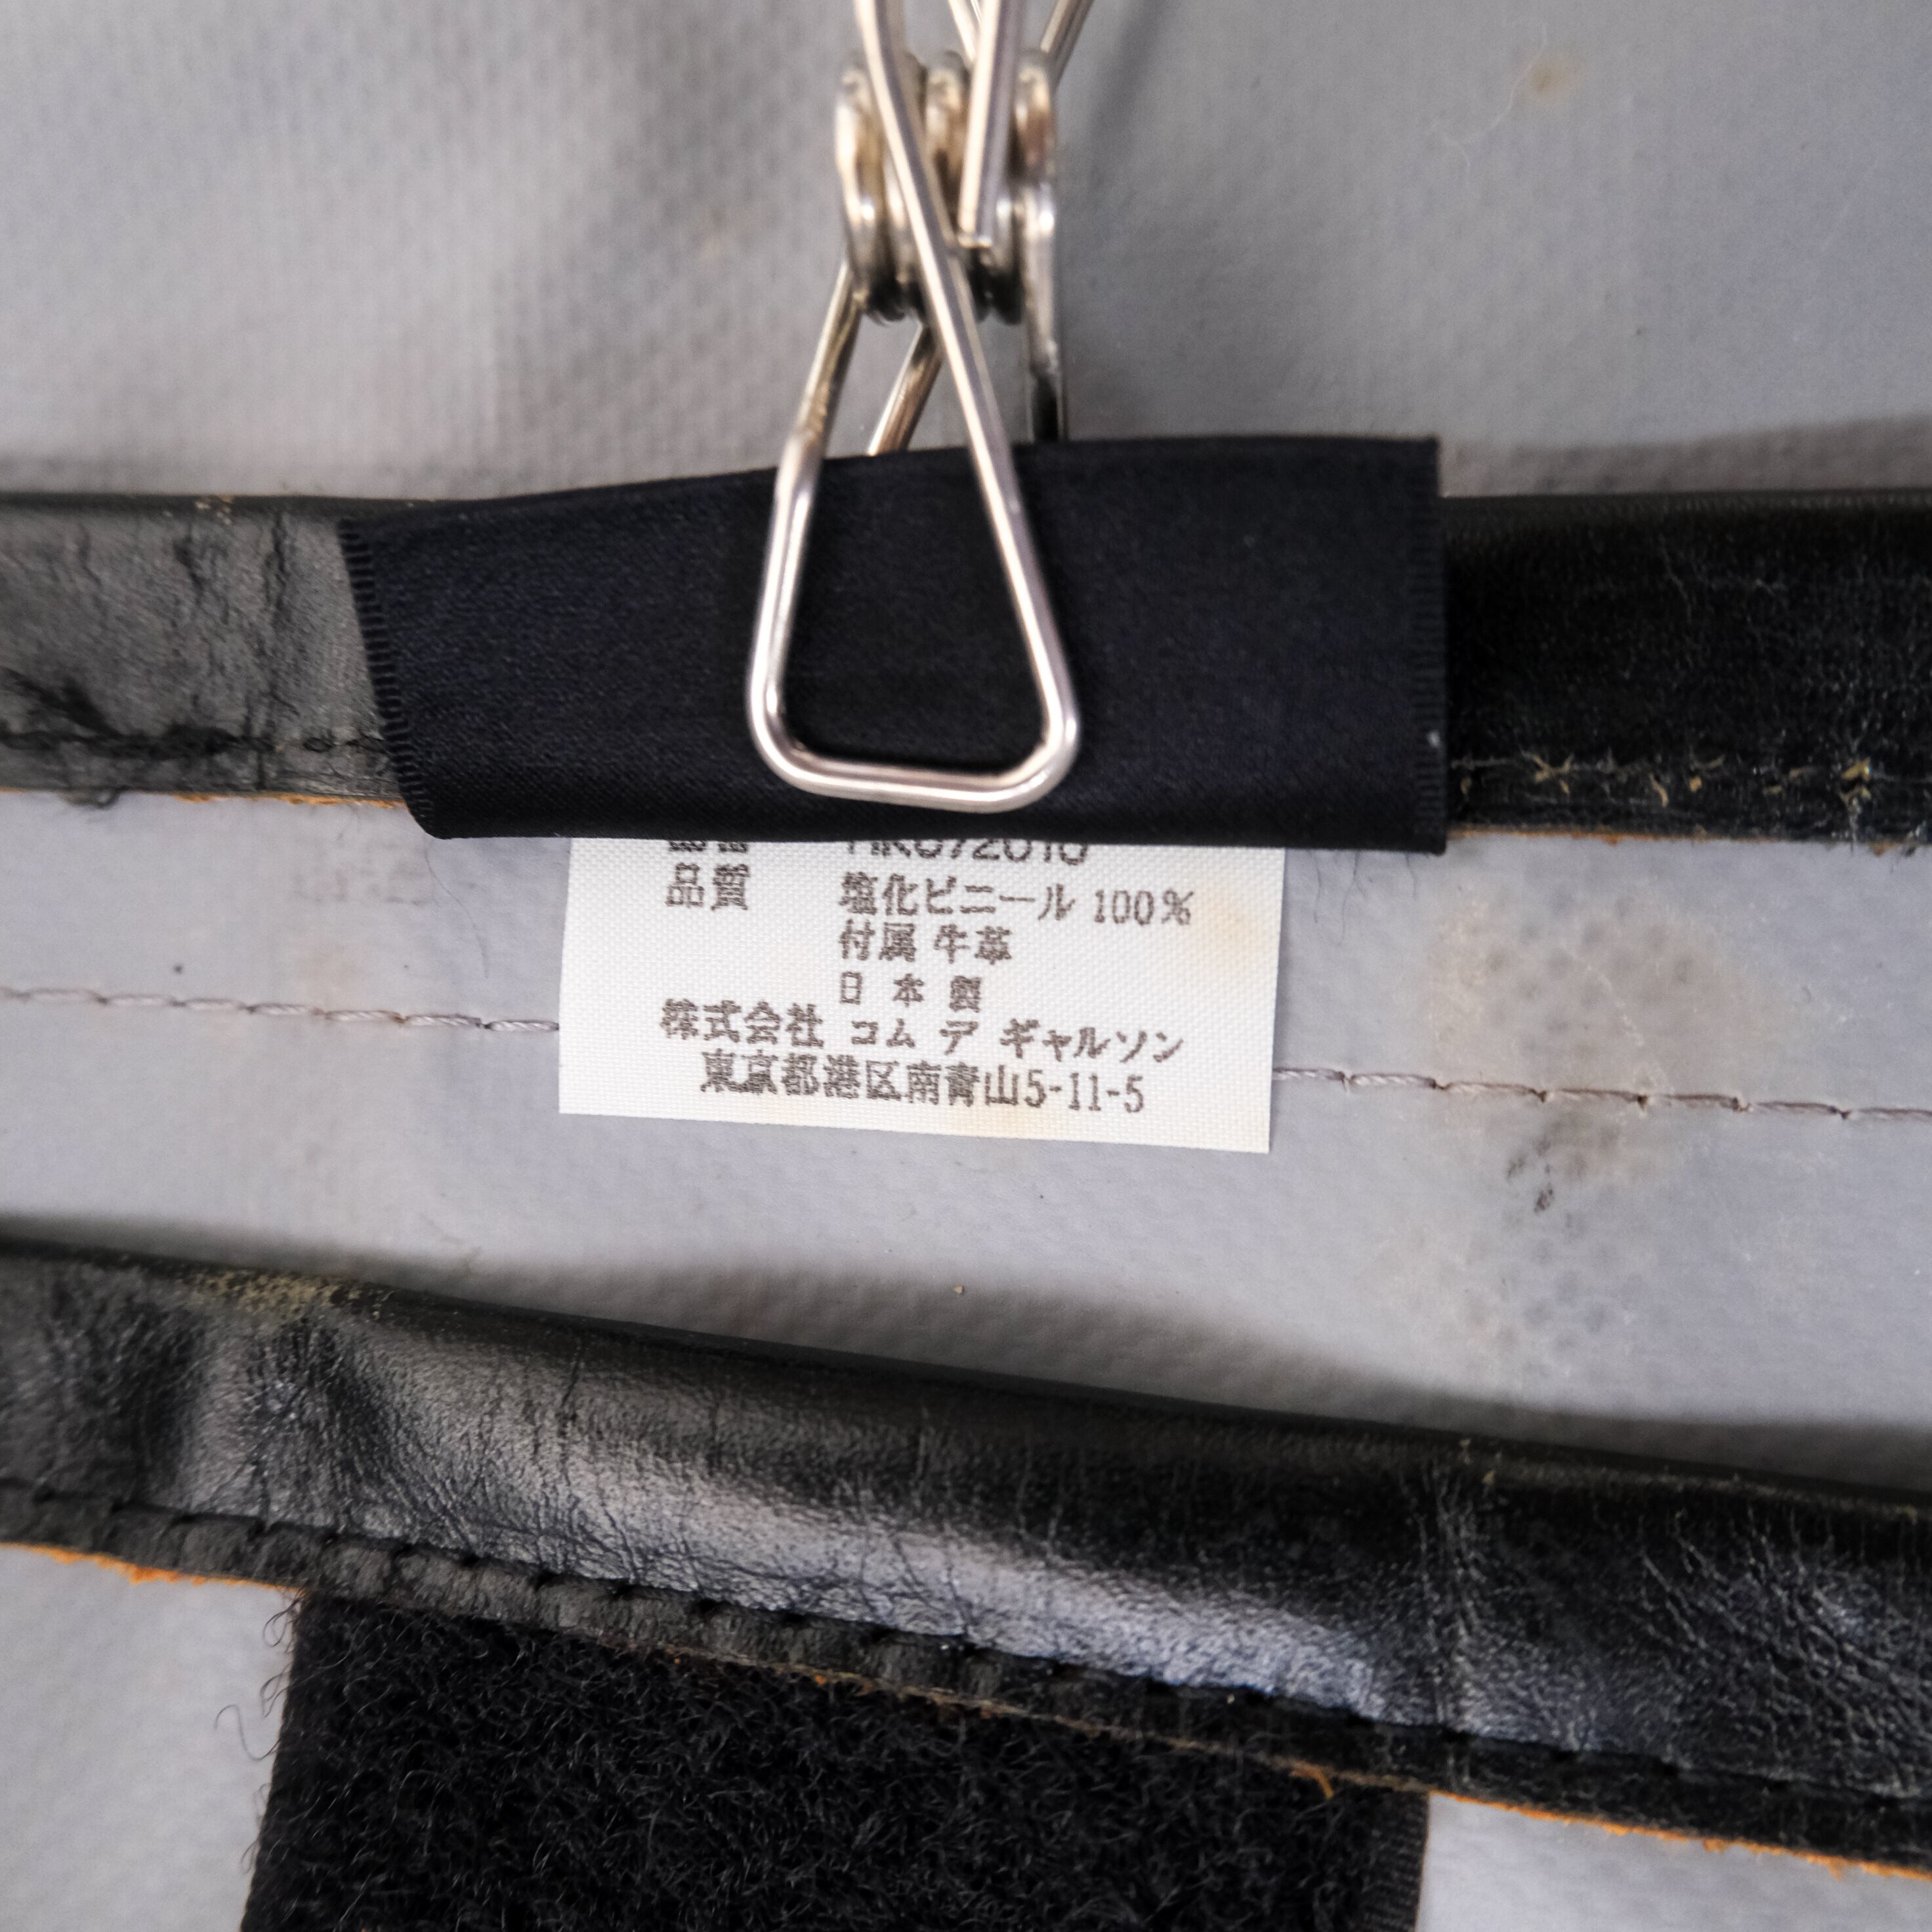 品質 塩化ビニール 100%
付属 牛革
日本製
株式会社 コム デ ギャルソン
東京都港区南青山5-11-5